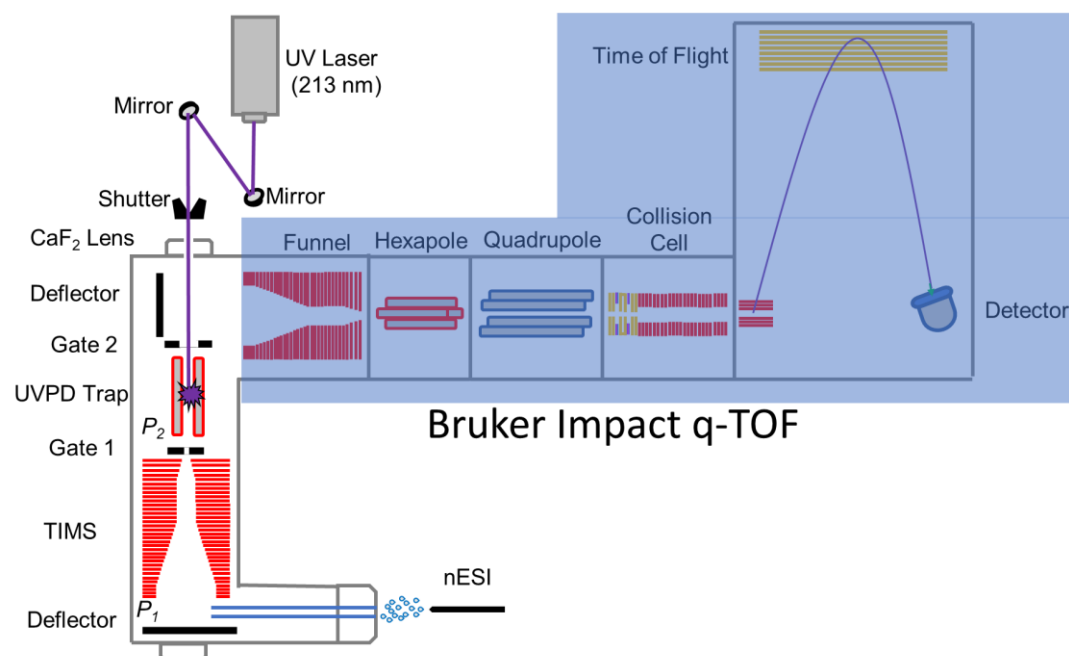 UV Laser
(213 nm)
Time of Flight
Mirror
Shutter
Mirror
CaF₂ Lens
Funnel
Hexapole
Quadrupole
Collision
Cell
Deflector
Detector
Gate 2
UVPD Trap
P₂
Bruker Impact q-TOF
Gate 1
TIMS
nESI
P₁
Deflector